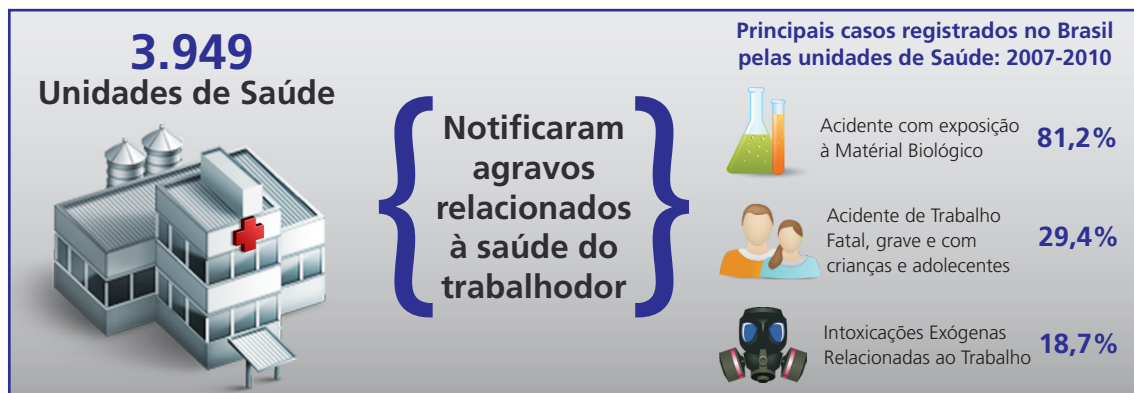 3.949
Unidades de Saúde
Notificaram
agravos
relacionados
à saúde do
trabalhodor
Principais casos registrados no Brasil
pelas unidades de Saúde: 2007-2010
Acidente com exposição
à Matérial Biológico
81,2%
Acidente de Trabalho
Fatal, grave e com
crianças e adolecentes
29,4%
Intoxicações Exógenas
Relacionadas ao Trabalho
18,7%